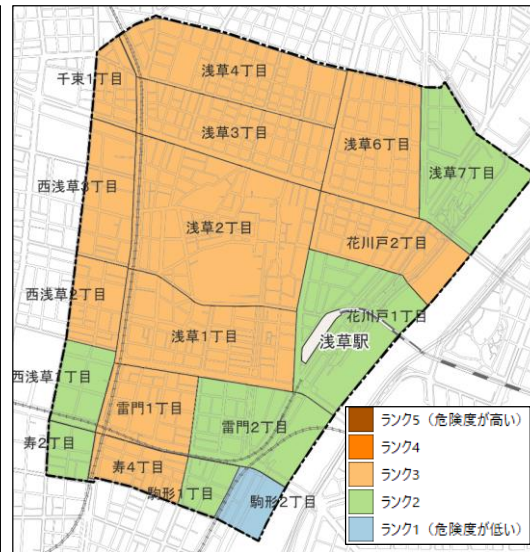 千束1丁目
浅草4丁目
浅草3丁目
浅草6丁目
浅草7丁目
西浅草3丁目
浅草2丁目
花川戸2丁目
西浅草2丁目
浅草1丁目
花川戸1丁目
浅草駅
西浅草1丁目
雷門1丁目
雷門2丁目
寿2丁目
寿4丁目
駒形1丁目
駒形2丁目
ランク5（危険度が高い）
ランク4
ランク3
ランク2
ランク1（危険度が低い）